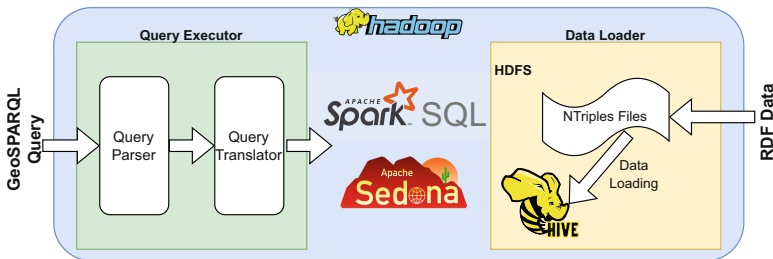 hadoop
Query Executor
Data Loader
GeoSPARQL
Query
Query
Parser
Query
Translator
APACHE
Spark™ SQL
Apache
Sedona
HDFS
NTriples Files
Data
Loading
HIVE
RDF Data